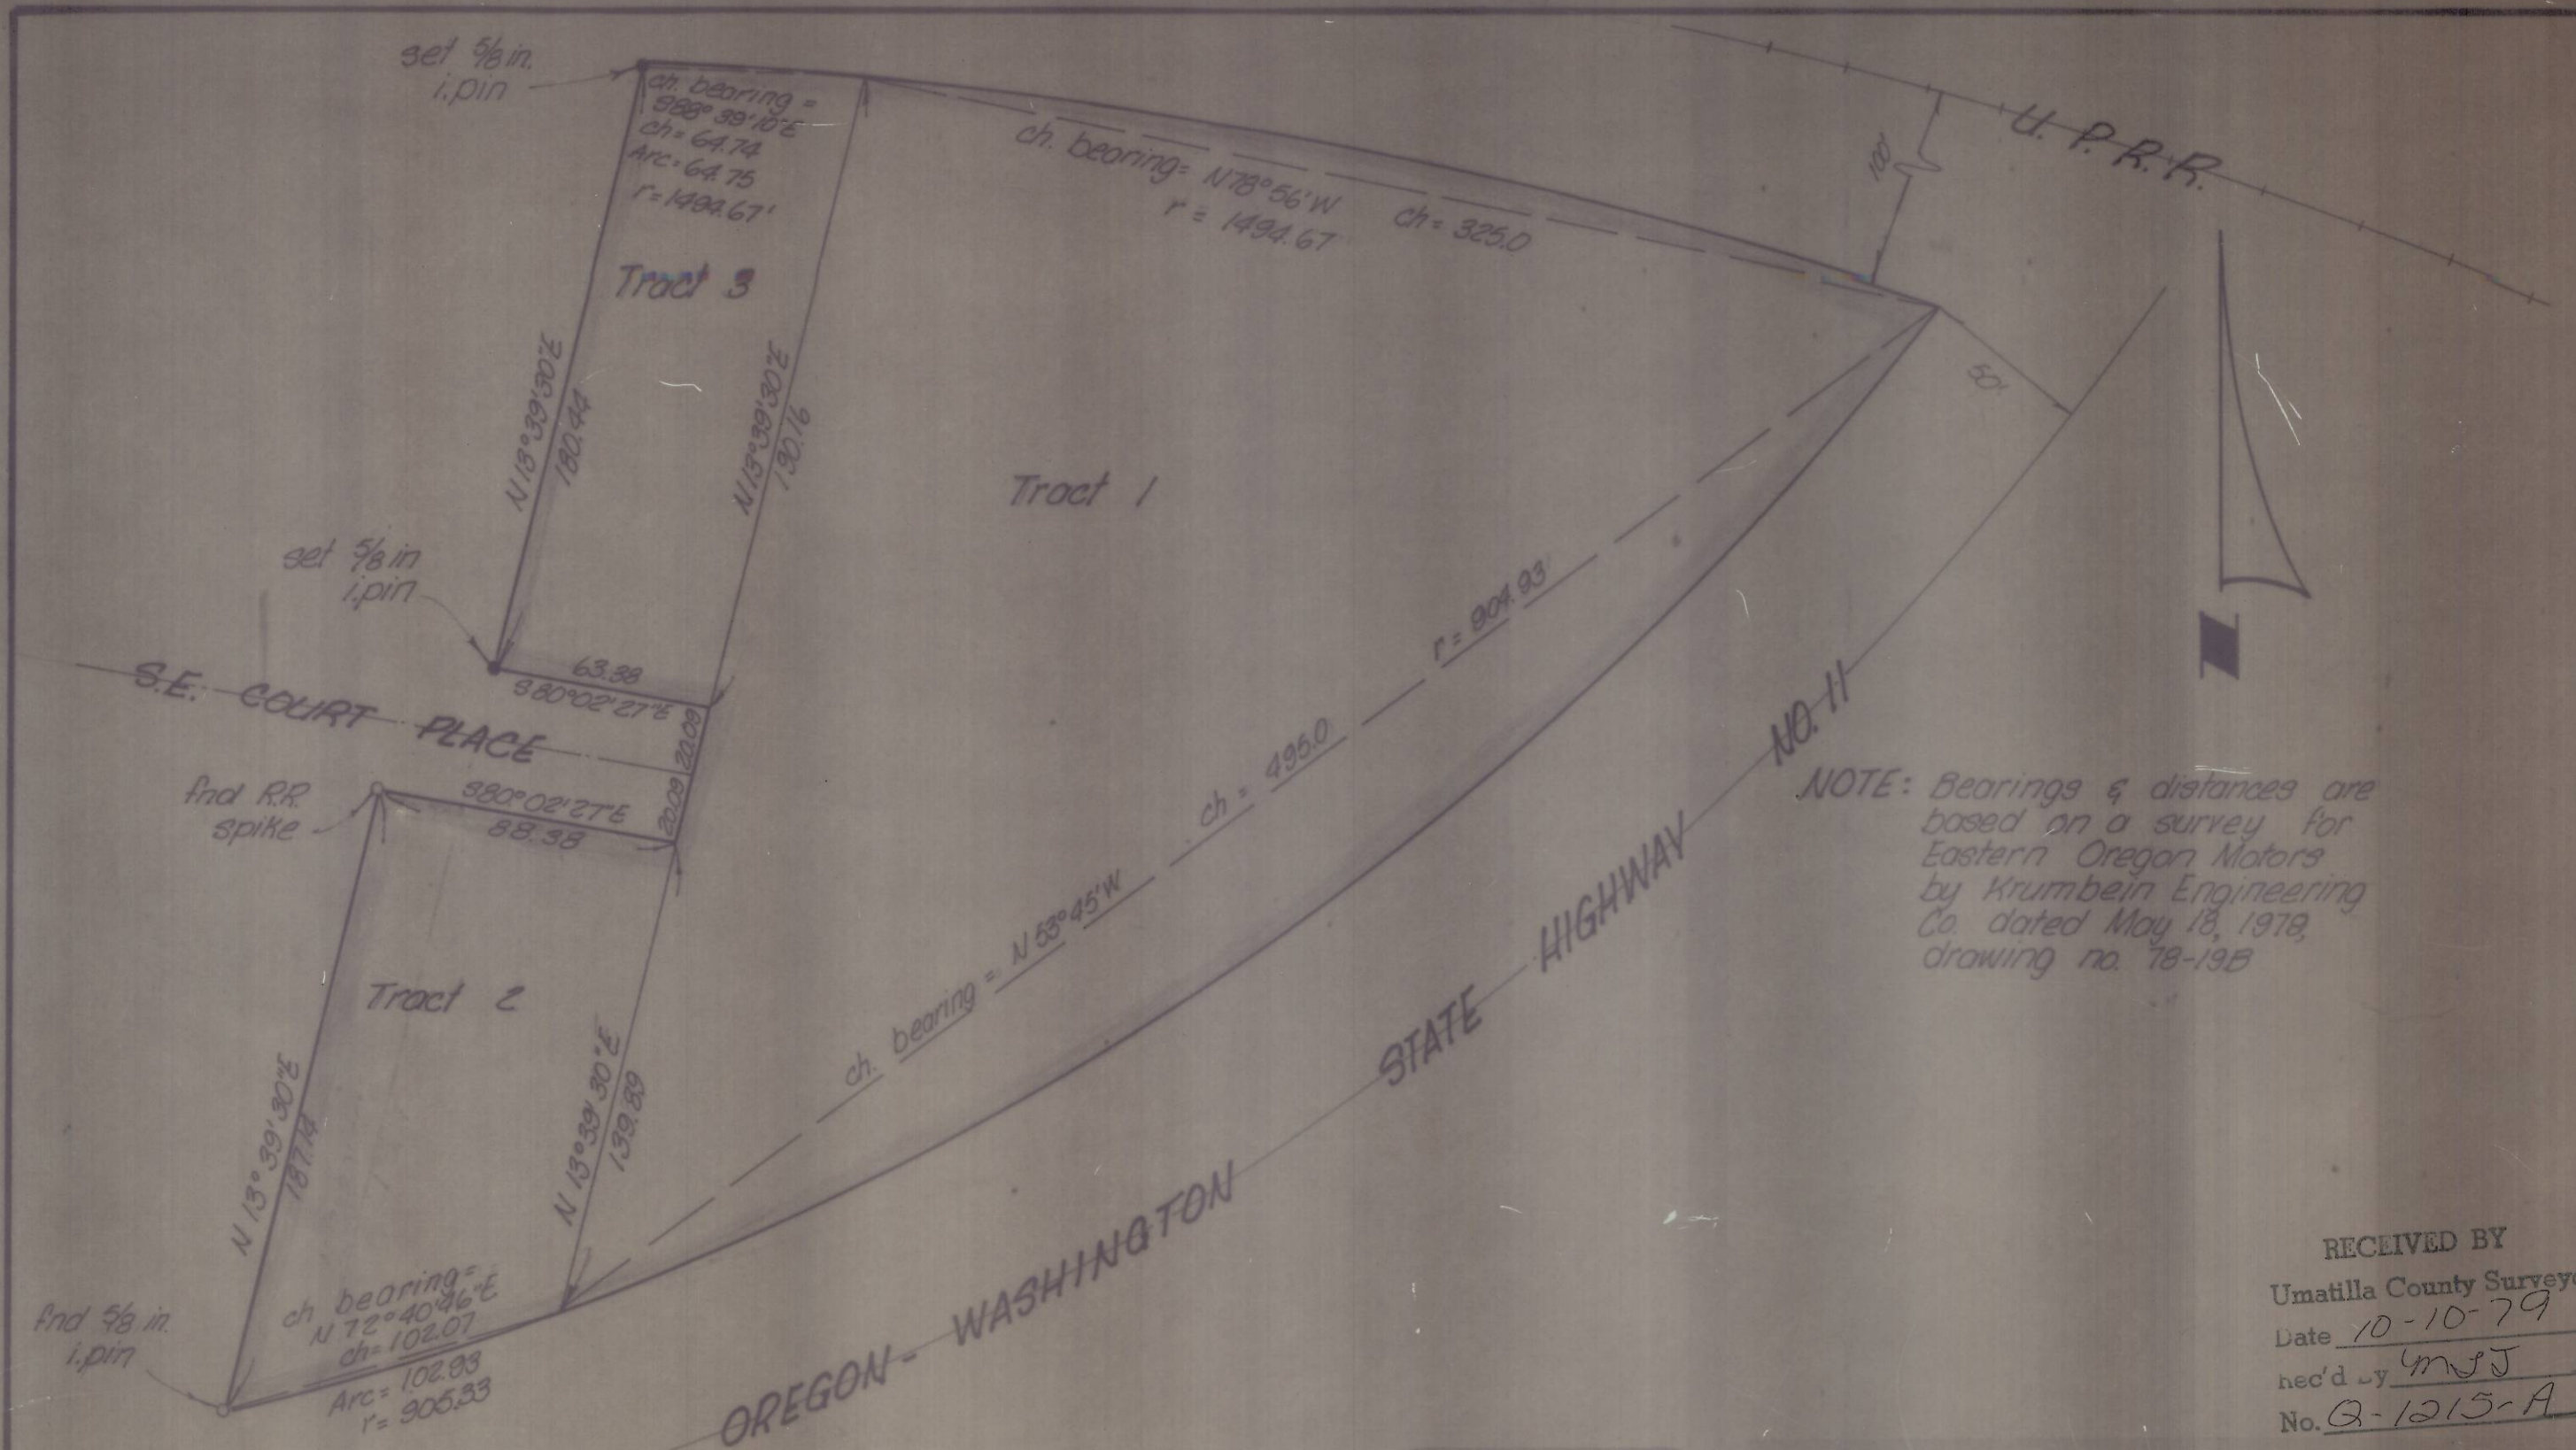 set 5/8 in.
i.pin
ch. bearing =
S88° 39' 10"E
ch = 64.74
Arc = 64.75
r = 1494.67'
Tract 3
N 13° 39' 30" E
180.44
N 13° 39' 30" E
190.16
ch. bearing = N 78° 56' W ch = 325.0
r = 1494.67
100'
U. P. R. R.
50'
Tract 1
set 5/8 in
i.pin
63.38
S 80° 02' 27" E
20.09
20.09
S.E. COURT PLACE
fnd R.R.
spike
S80° 02' 27" E
88.38
Tract 2
N 13° 39' 30" E
187.14
N 13° 39' 30" E
139.89
fnd 5/8 in.
i.pin
ch bearing =
N 72° 40' 46" E
ch = 102.07
Arc = 102.93
r = 905.33
ch. bearing = N 53° 45' W ch = 495.0 r = 904.93'
OREGON - WASHINGTON STATE HIGHWAY NO. 11
NOTE: Bearings & distances are
based on a survey for
Eastern Oregon Motors
by Krumbein Engineering
Co. dated May 18, 1978,
drawing no. 78-19B
RECEIVED BY
Umatilla County Surveyo
Date 10-10-79
Rec'd by
No. Q-1215-A